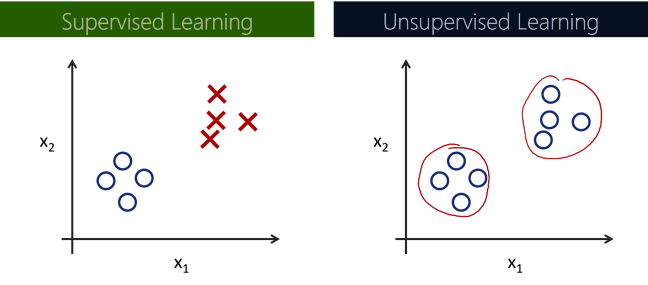 Supervised Learning
x2
x1
Unsupervised Learning
x2
x1